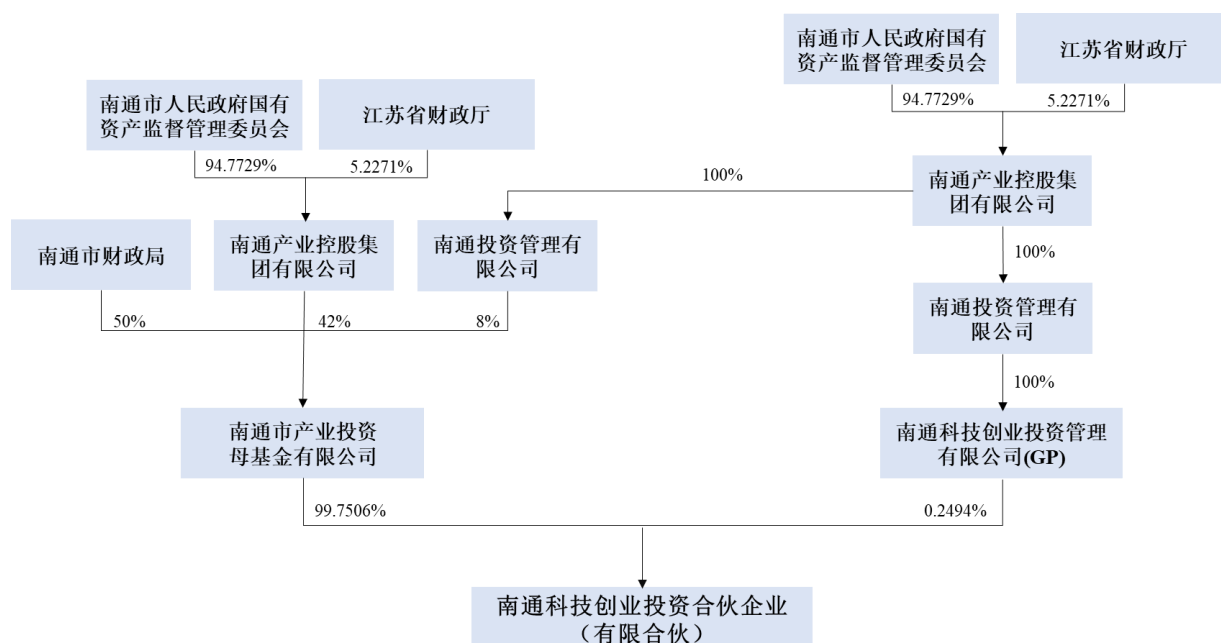 南通市人民政府国有
资产监督管理委员会
江苏省财政厅
94.7729%
5.2271%
南通市人民政府国有
资产监督管理委员会
江苏省财政厅
94.7729%
5.2271%
100%
南通产业控股集
团有限公司
南通市财政局
南通产业控股集
团有限公司
南通投资管理有
限公司
100%
50%
42%
8%
南通投资管理有
限公司
100%
南通市产业投资
母基金有限公司
南通科技创业投资管理
有限公司(GP)
99.7506%
0.2494%
南通科技创业投资合伙企业
（有限合伙）